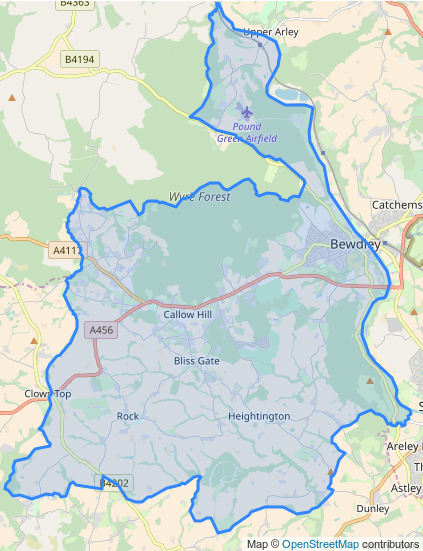 B4363
Upper Arley
B4194
Pound
Green Airfield
Wyre Forest
Catchems
Bewdley
A4117
Callow Hill
A456
Bliss Gate
Clows Top
Rock
Heightington
S
Areley
Th
B4202
Astley
Dunley
Map © OpenStreetMap contributors